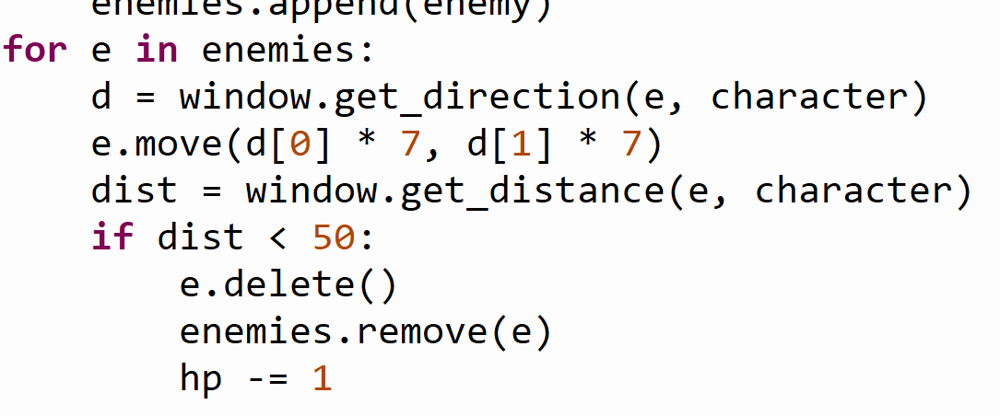 enemies.append(enemy)
for e in enemies:
    d = window.get_direction(e, character)
    e.move(d[0] * 7, d[1] * 7)
    dist = window.get_distance(e, character)
    if dist < 50:
        e.delete()
        enemies.remove(e)
        hp -= 1